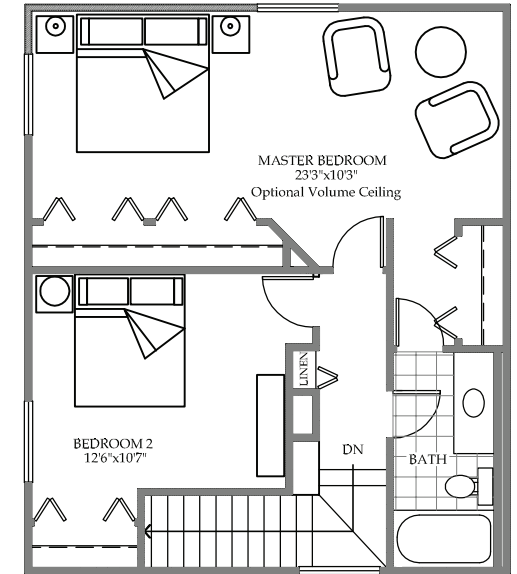 MASTER BEDROOM
23'3"x10'3"
Optional Volume Ceiling
LINEN
BEDROOM 2
12'6"x10'7"
DN
BATH